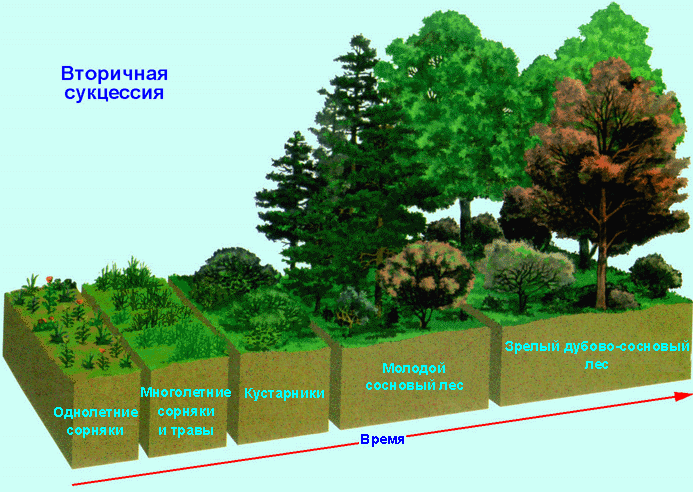 Вторичная
сукцессия
Однолетние
сорняки
Многолетние
сорняки
и травы
Кустарники
Молодой
сосновый лес
Зрелый дубово-сосновый
лес
Время